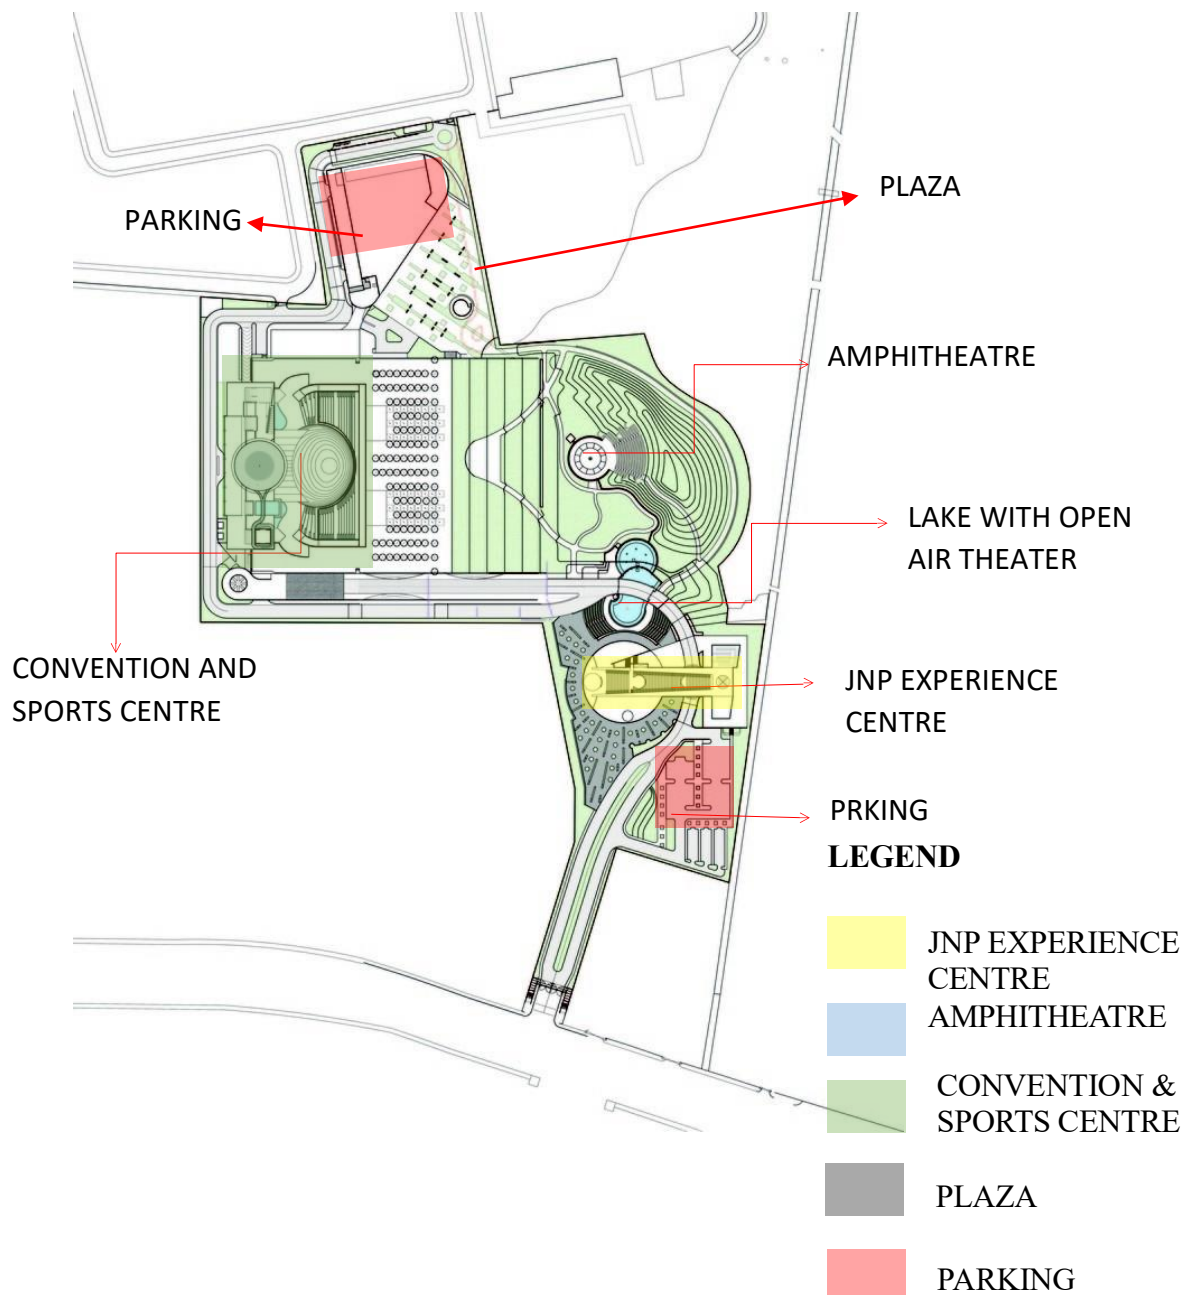 PLAZA
PARKING
AMPHITHEATRE
LAKE WITH OPEN
AIR THEATER
CONVENTION AND
SPORTS CENTRE
JNP EXPERIENCE
CENTRE
PRKING
LEGEND
JNP EXPERIENCE
CENTRE
AMPHITHEATRE
CONVENTION &
SPORTS CENTRE
PLAZA
PARKING